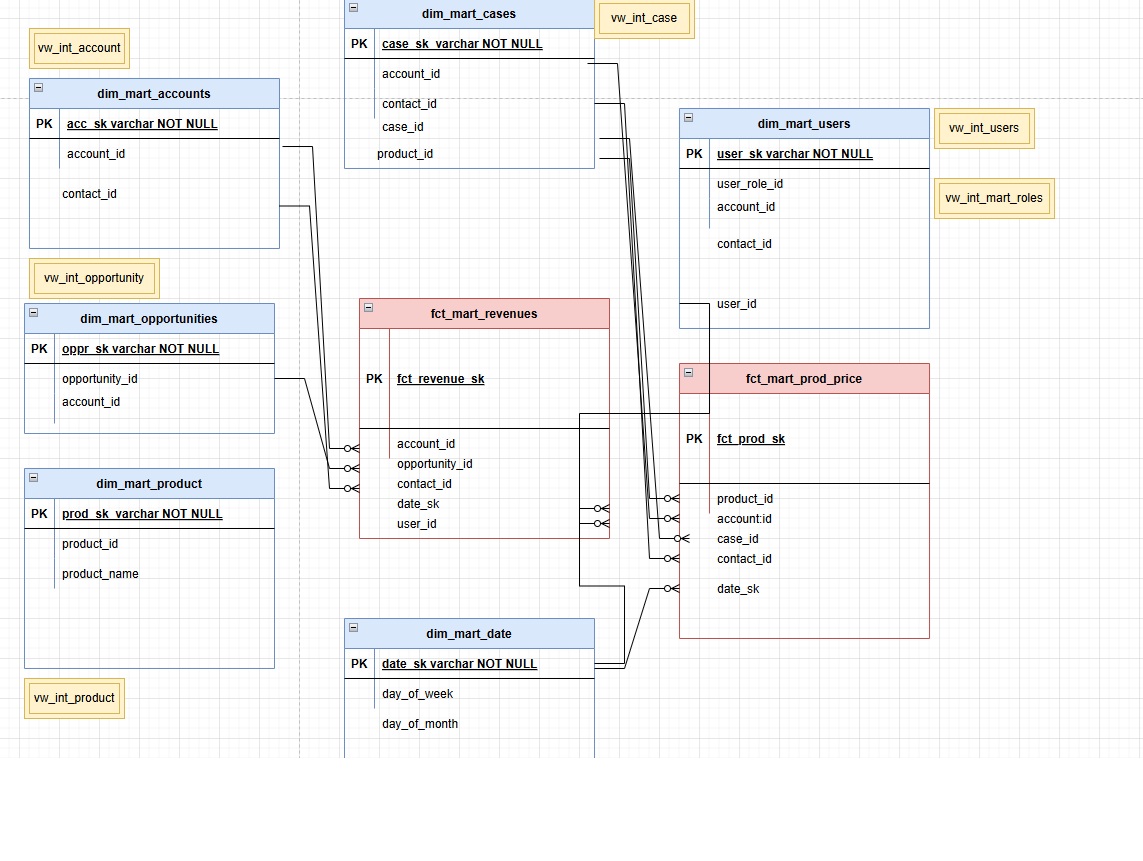 dim_mart_cases
vw_int_case
PK case_sk varchar NOT NULL
account_id
contact_id
case_id
product_id
vw_int_account
dim_mart_accounts
PK acc_sk varchar NOT NULL
account_id
contact_id
dim_mart_users
PK user_sk varchar NOT NULL
user_role_id
account_id
contact_id
user_id
vw_int_users
vw_int_mart_roles
vw_int_opportunity
dim_mart_opportunities
PK oppr_sk varchar NOT NULL
opportunity_id
account_id
fct_mart_revenues
PK fct_revenue_sk
account_id
opportunity_id
contact_id
date_sk
user_id
fct_mart_prod_price
PK fct_prod_sk
product_id
account:id
case_id
contact_id
date_sk
dim_mart_product
PK prod_sk varchar NOT NULL
product_id
product_name
vw_int_product
dim_mart_date
PK date_sk varchar NOT NULL
day_of_week
day_of_month